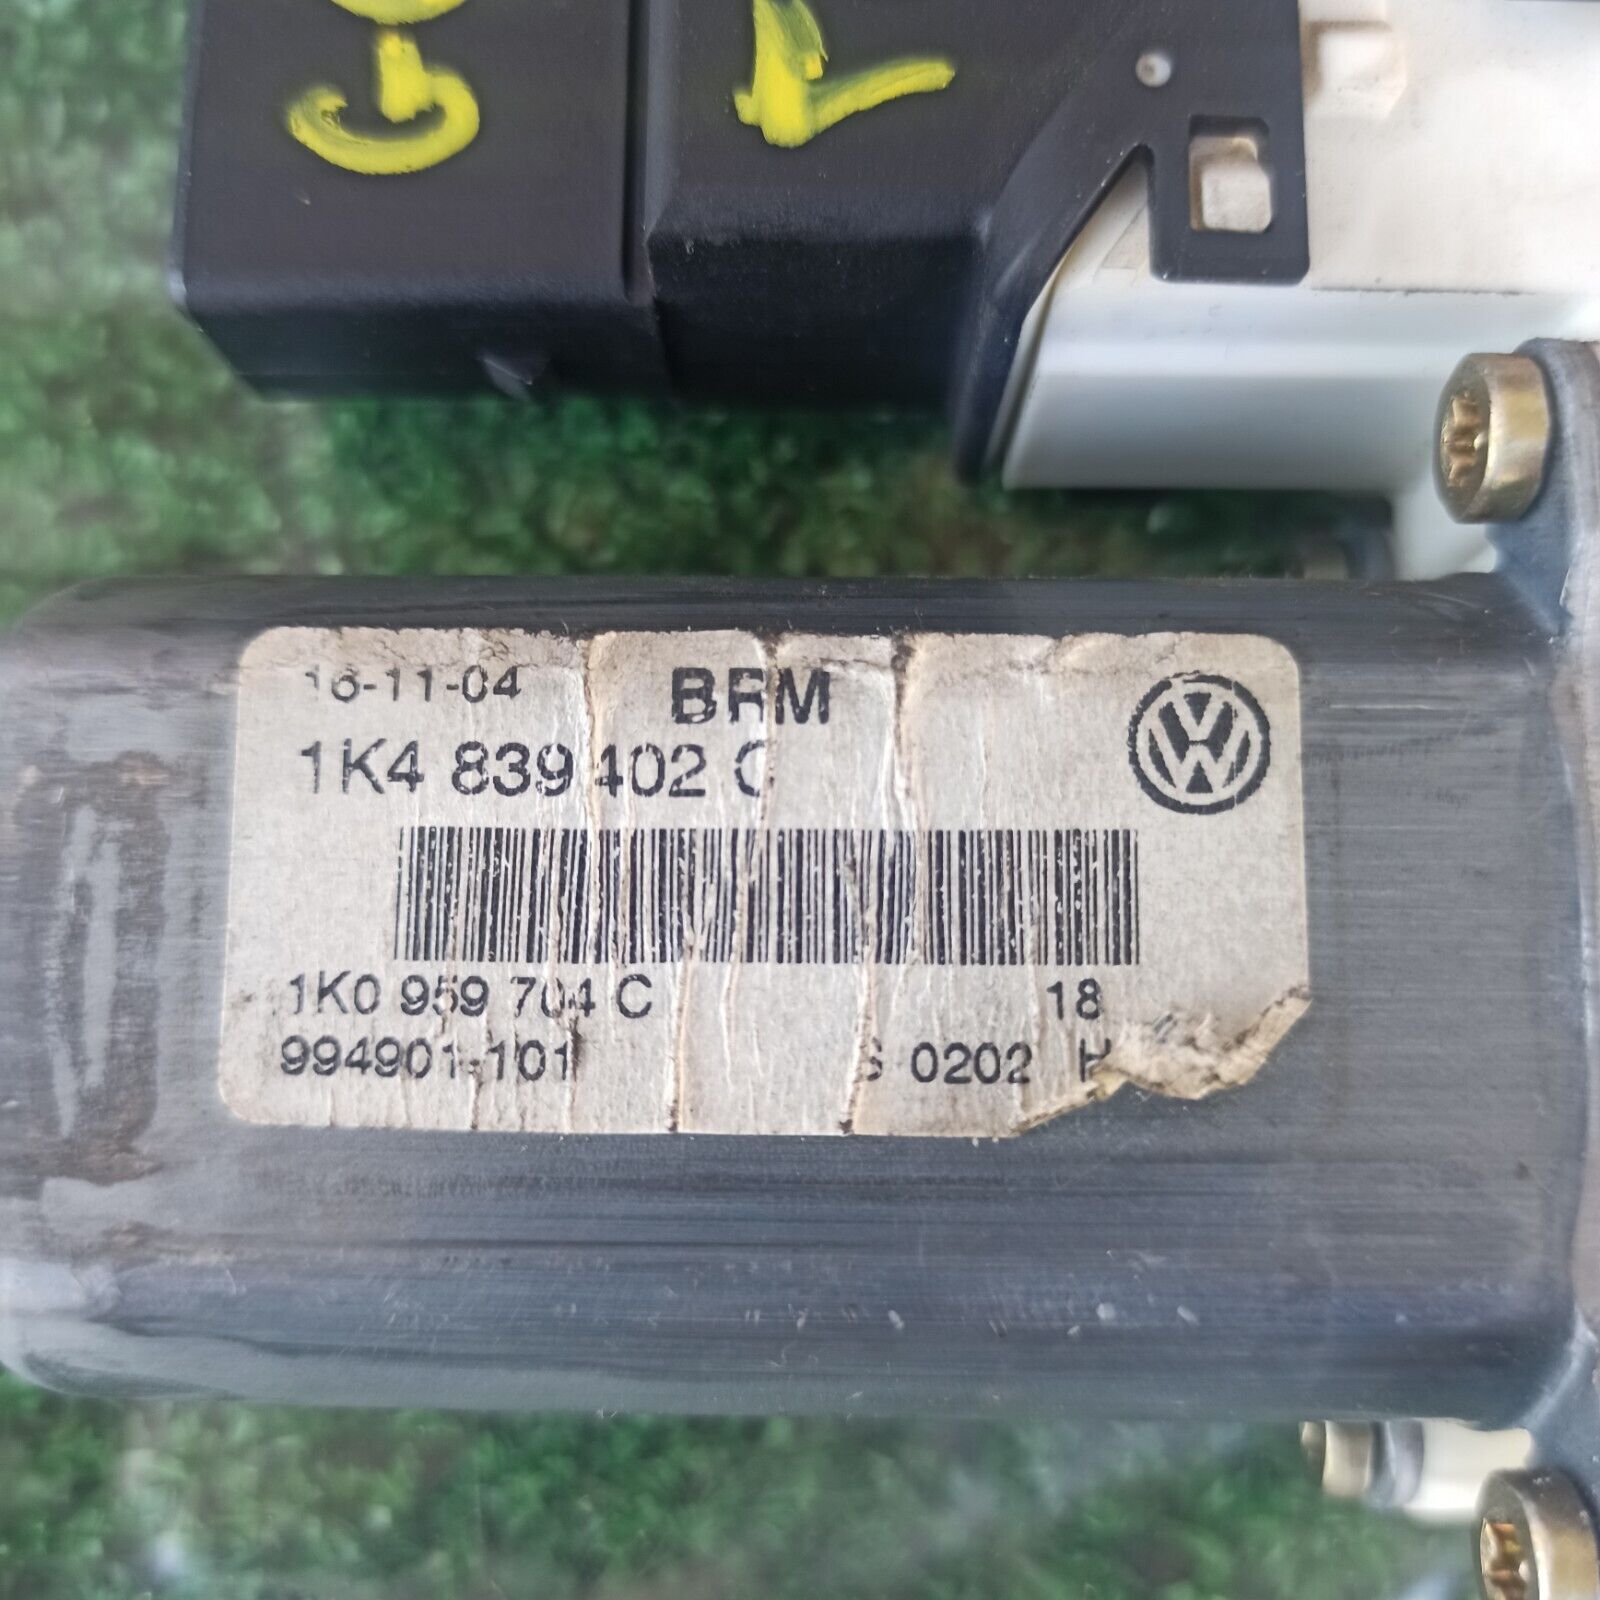 16-11-04 BRM
1K4 839 402 C
1K0 959 704 C 18
994901-101 S 0202 H